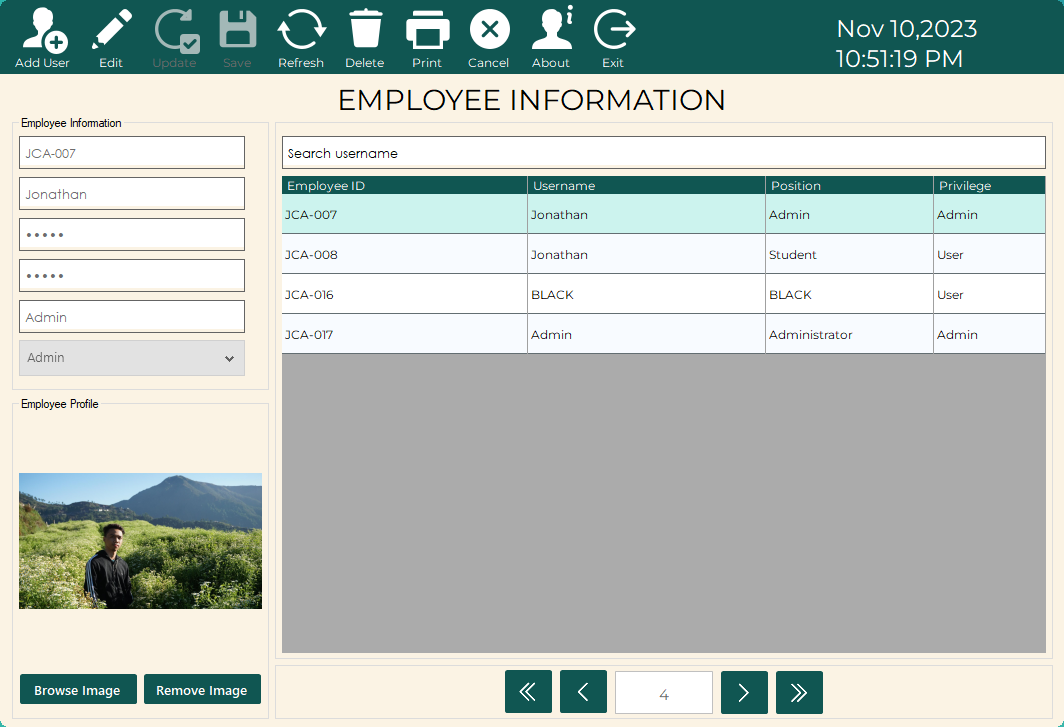 Add User
Edit
Update
Save
Refresh
Delete
Print
Cancel
About
Exit
Nov 10,2023
10:51:19 PM
EMPLOYEE INFORMATION
Employee Information
JCA-007
Jonathan
•••••
•••••
Admin
Admin
Employee Profile
Browse Image
Remove Image
Search username
Employee ID Username Position Privilege
JCA-007 Jonathan Admin Admin
JCA-008 Jonathan Student User
JCA-016 BLACK BLACK User
JCA-017 Admin Administrator Admin
4